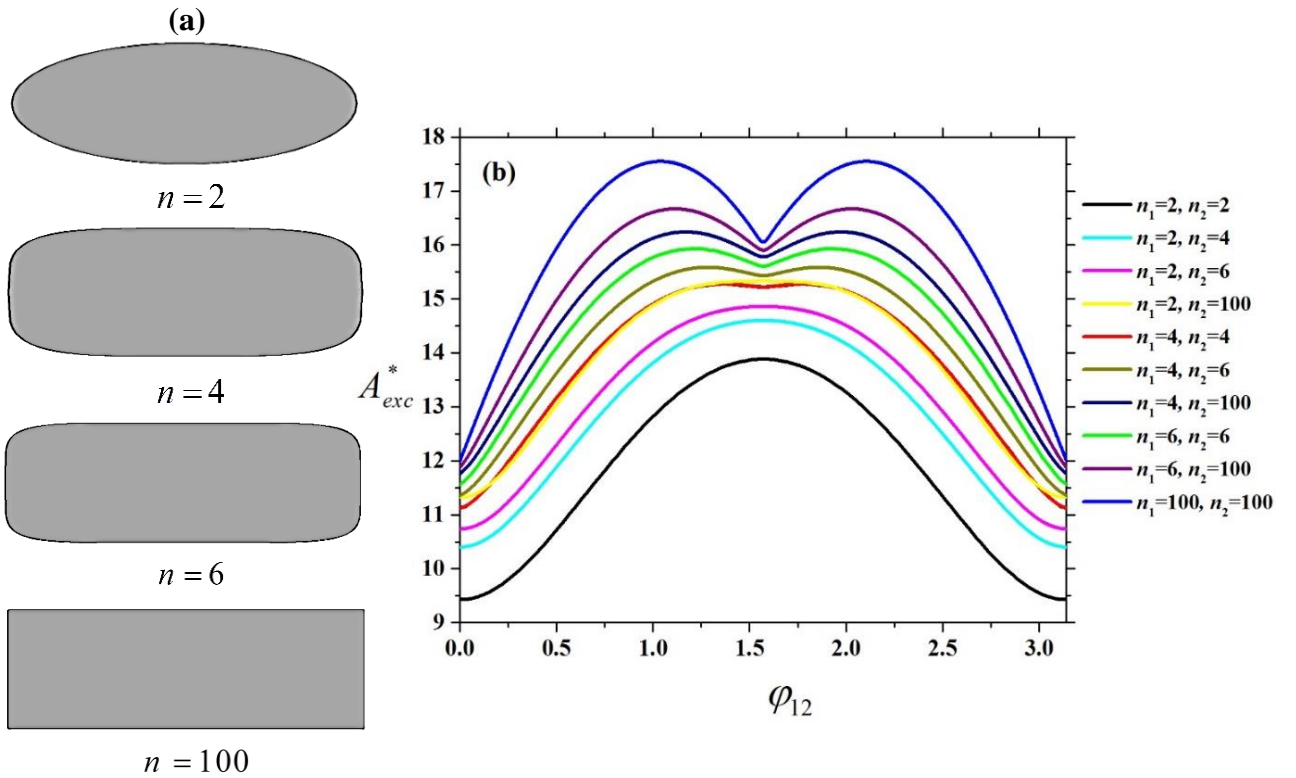 (a)
n = 2
n = 4
n = 6
n = 100
(b)
18
17
16
15
14
13
12
11
10
9
A*exc
0.0 0.5 1.0 1.5 2.0 2.5 3.0
φ12
n1=2, n2=2
n1=2, n2=4
n1=2, n2=6
n1=2, n2=100
n1=4, n2=4
n1=4, n2=6
n1=4, n2=100
n1=6, n2=6
n1=6, n2=100
n1=100, n2=100